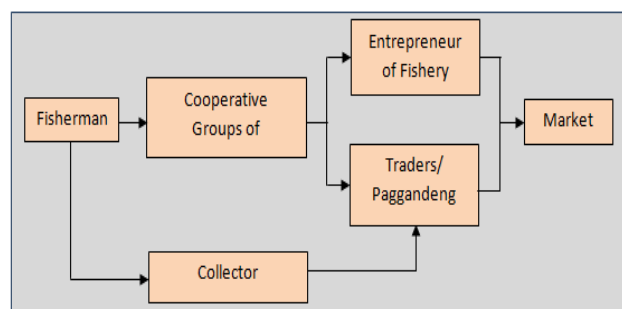 Fisherman
Cooperative
Groups of
Entrepreneur
of Fishery
Traders/
Paggandeng
Market
Collector